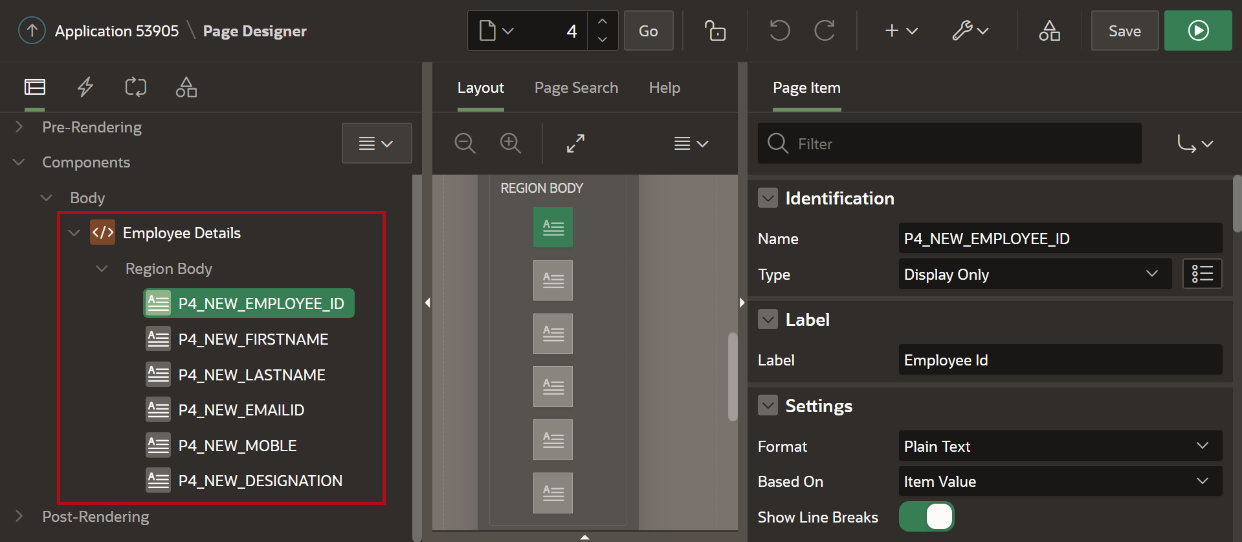 Application 53905 \ Page Designer
4
Go
Save
Layout
Page Search
Help
Page Item
Pre-Rendering
Components
Body
Employee Details
Region Body
P4_NEW_EMPLOYEE_ID
P4_NEW_FIRSTNAME
P4_NEW_LASTNAME
P4_NEW_EMAILID
P4_NEW_MOBLE
P4_NEW_DESIGNATION
Post-Rendering
REGION BODY
Filter
Identification
Name P4_NEW_EMPLOYEE_ID
Type Display Only
Label
Label Employee Id
Settings
Format Plain Text
Based On Item Value
Show Line Breaks